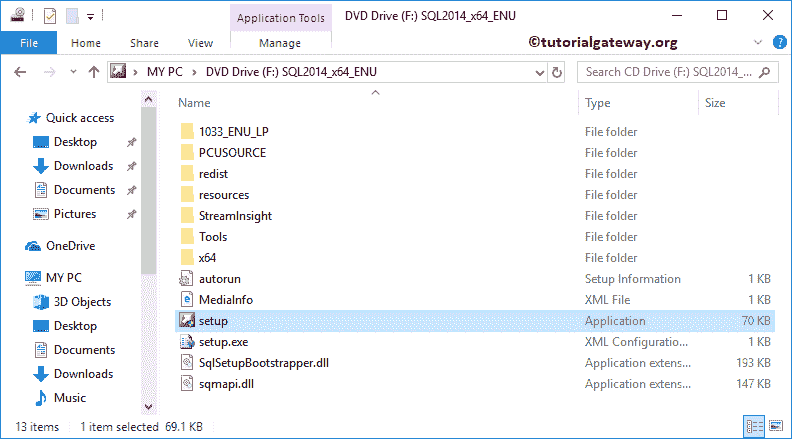 Application Tools
DVD Drive (F:) SQL2014_x64_ENU
File Home Share View Manage
©tutorialgateway.org
MY PC DVD Drive (F:) SQL2014_x64_ENU Search CD Drive (F:) SQL2014_...
Name Type Size
Quick access
Desktop
Downloads
Documents
Pictures
OneDrive
MY PC
3D Objects
Desktop
Documents
Downloads
Music
1033_ENU_LP File folder
PCUSOURCE File folder
redist File folder
resources File folder
StreamInsight File folder
Tools File folder
x64 File folder
autorun Setup Information 1 KB
MediaInfo XML File 1 KB
setup Application 70 KB
setup.exe XML Configuratio... 1 KB
SqlSetupBootstrapper.dll Application extens... 193 KB
sqmapi.dll Application extens... 147 KB
13 items 1 item selected 69.1 KB